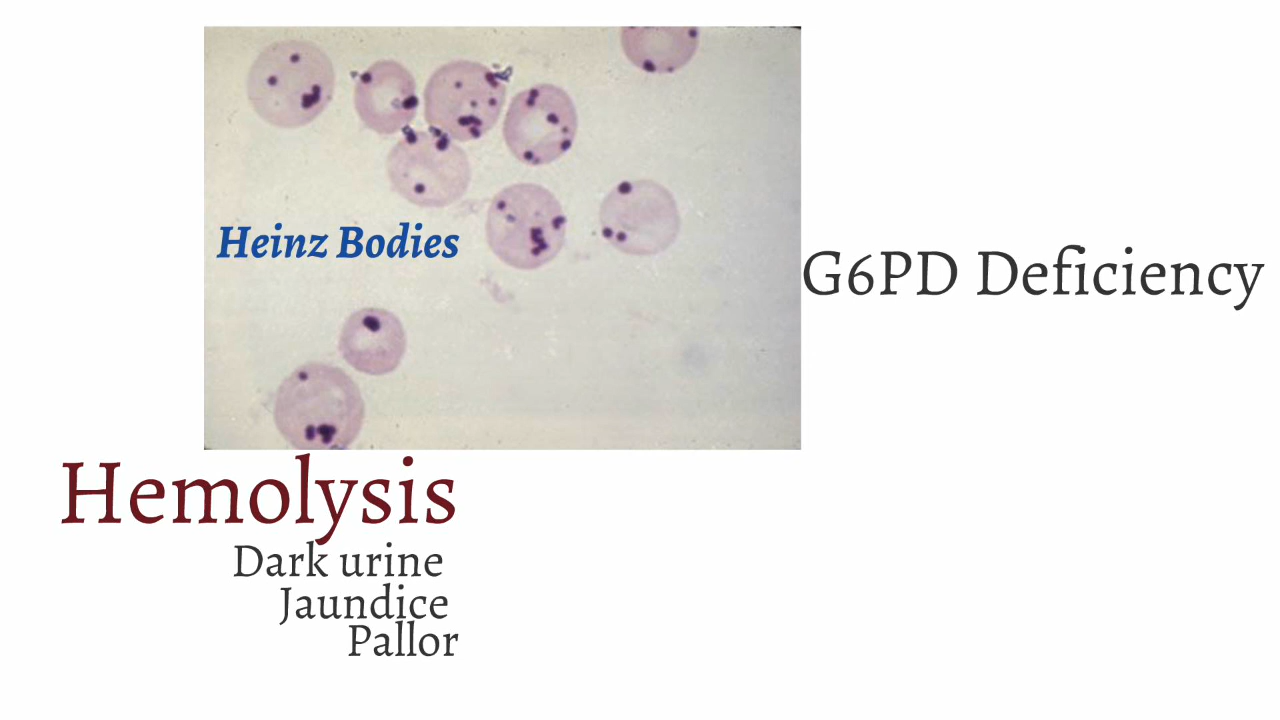 Heinz Bodies
G6PD Deficiency
Hemolysis
Dark urine
Jaundice
Pallor